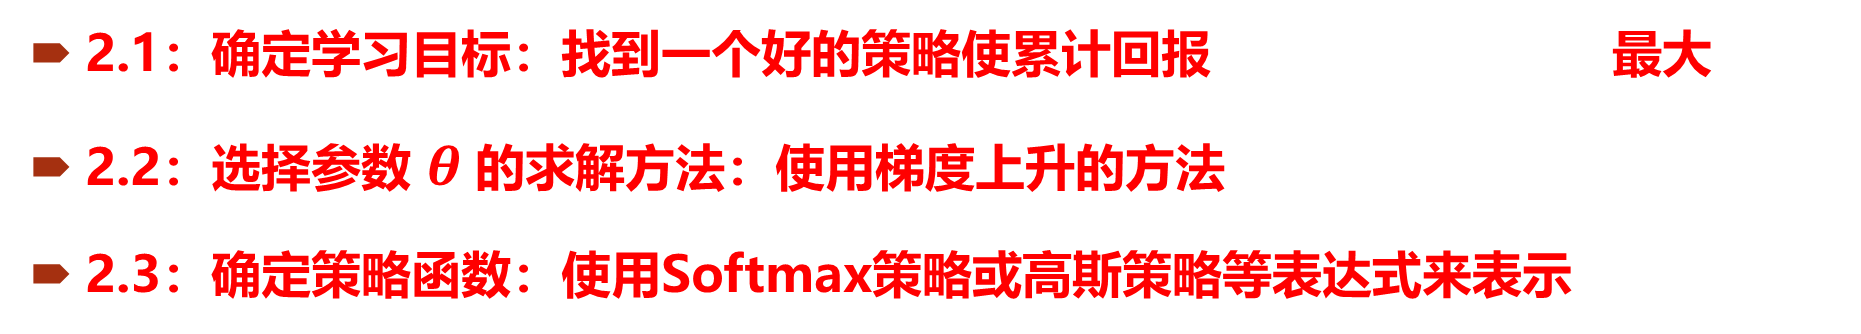 2.1：确定学习目标：找到一个好的策略使累计回报 最大
2.2：选择参数 θ 的求解方法：使用梯度上升的方法
2.3：确定策略函数：使用Softmax策略或高斯策略等表达式来表示